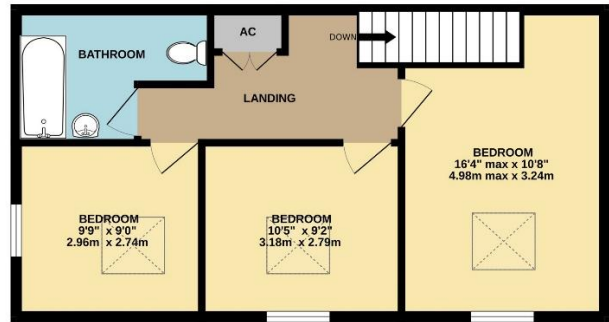 BATHROOM
AC
DOWN
LANDING
BEDROOM
16'4" max x 10'8"
4.98m max x 3.24m
BEDROOM
9'9" x 9'0"
2.96m x 2.74m
BEDROOM
10'5" x 9'2"
3.18m x 2.79m